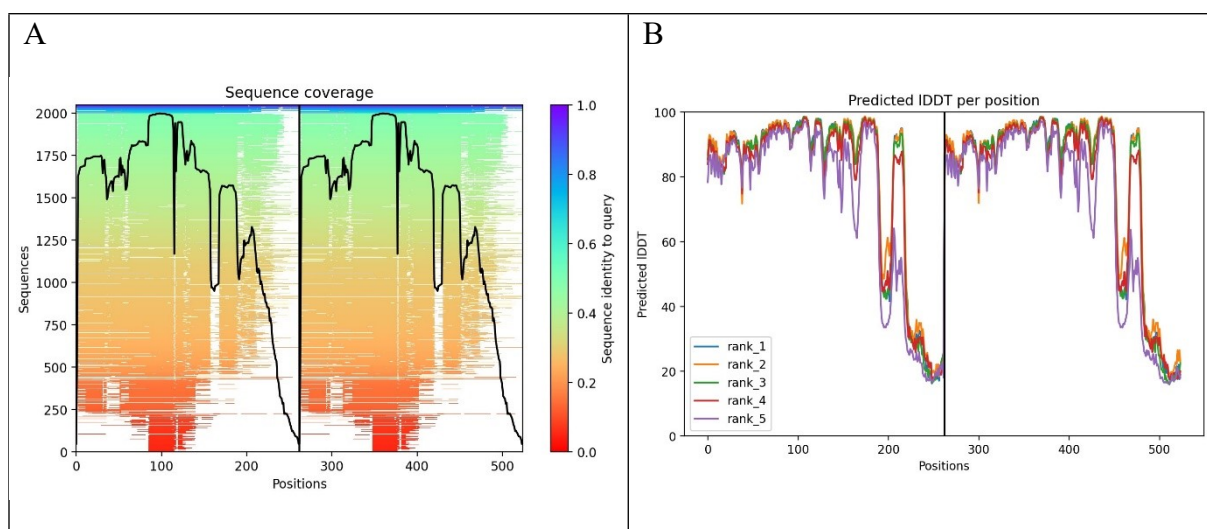 A
Sequence coverage
2000
1750
1500
1250
1000
750
500
250
0
Sequences
0 100 200 300 400 500
Positions
1.0
0.8
0.6
0.4
0.2
0.0
Sequence identity to query
B
Predicted lDDT per position
100
80
60
40
20
0
Predicted lDDT
rank_1
rank_2
rank_3
rank_4
rank_5
0 100 200 300 400 500
Positions